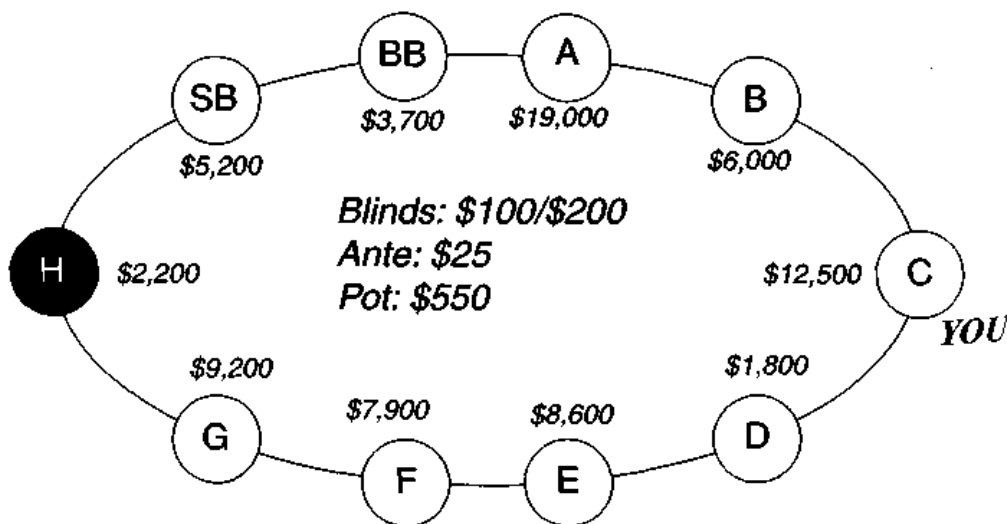 BB
A
SB
B
$3,700
$19,000
$5,200
$6,000
Blinds: $100/$200
Ante: $25
Pot: $550
H
$2,200
$12,500
C
YOU
$9,200
$7,900
$8,600
$1,800
G
F
E
D